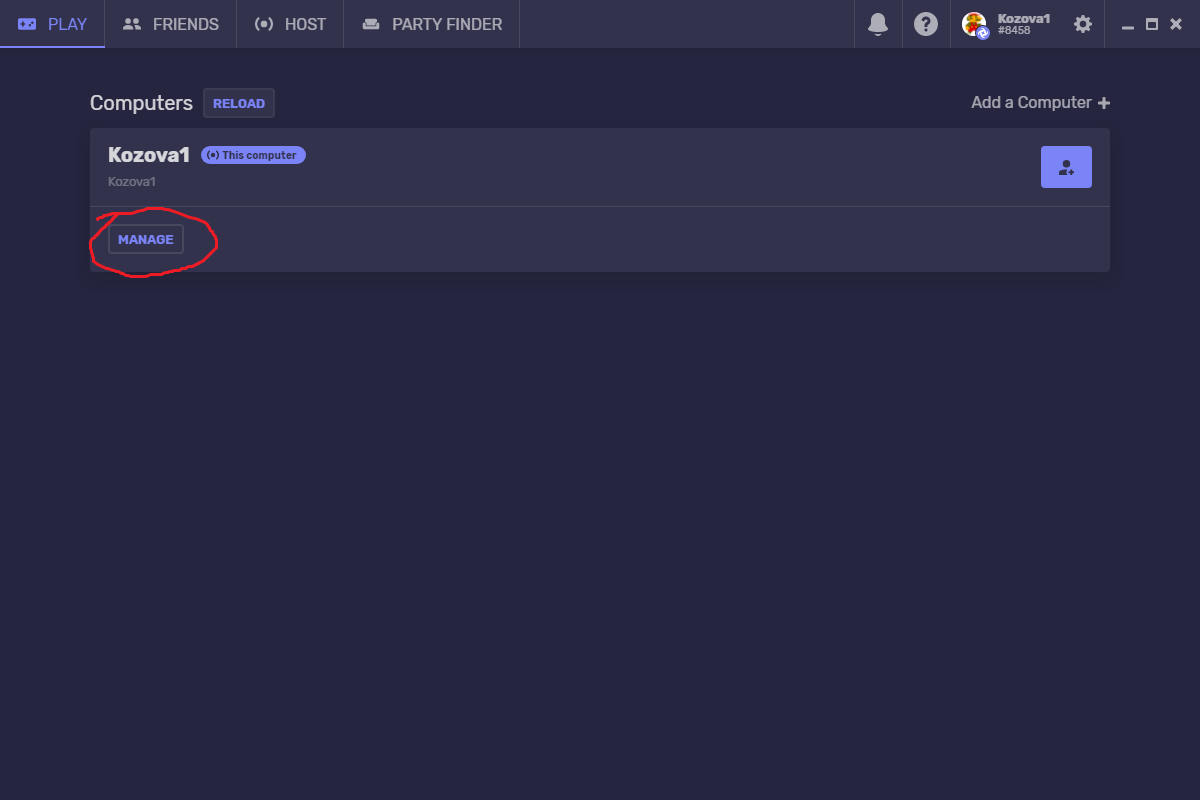 PLAY
FRIENDS
HOST
PARTY FINDER
Kozova1
#8458
Computers
RELOAD
Add a Computer
Kozova1
This computer
Kozova1
MANAGE